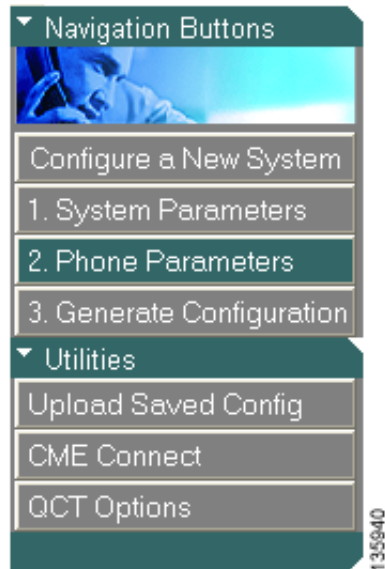 Navigation Buttons
Configure a New System
1. System Parameters
2. Phone Parameters
3. Generate Configuration
Utilities
Upload Saved Config
CME Connect
QCT Options
135940